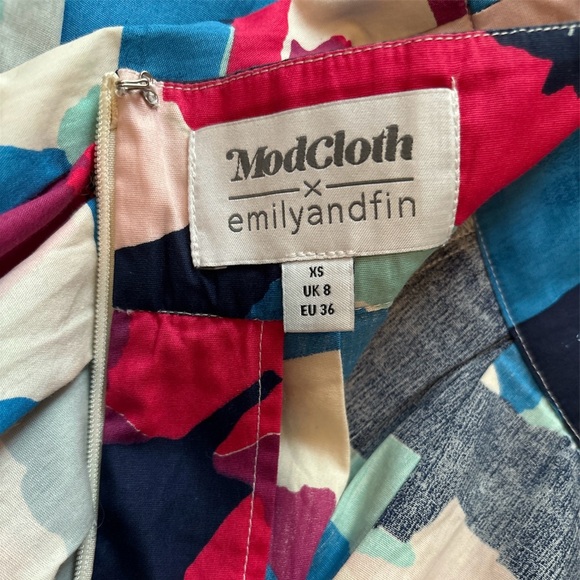 ModCloth
×
emilyandfin
XS
UK 8
EU 36